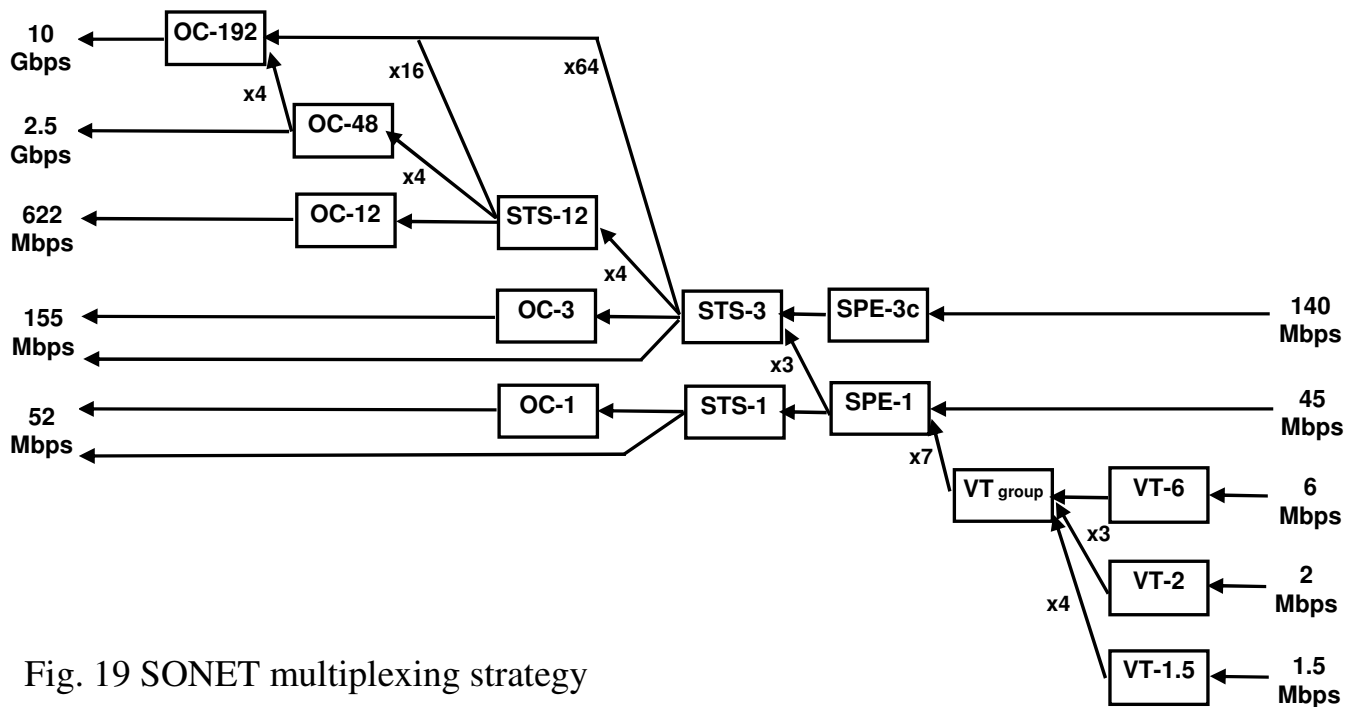 10
Gbps
OC-192
x16
x64
x4
2.5
Gbps
OC-48
x4
622
Mbps
OC-12
STS-12
x4
155
Mbps
OC-3
STS-3
SPE-3c
140
Mbps
x3
52
Mbps
OC-1
STS-1
SPE-1
45
Mbps
x7
VT group
VT-6
6
Mbps
x3
VT-2
2
Mbps
x4
VT-1.5
1.5
Mbps
Fig. 19 SONET multiplexing strategy